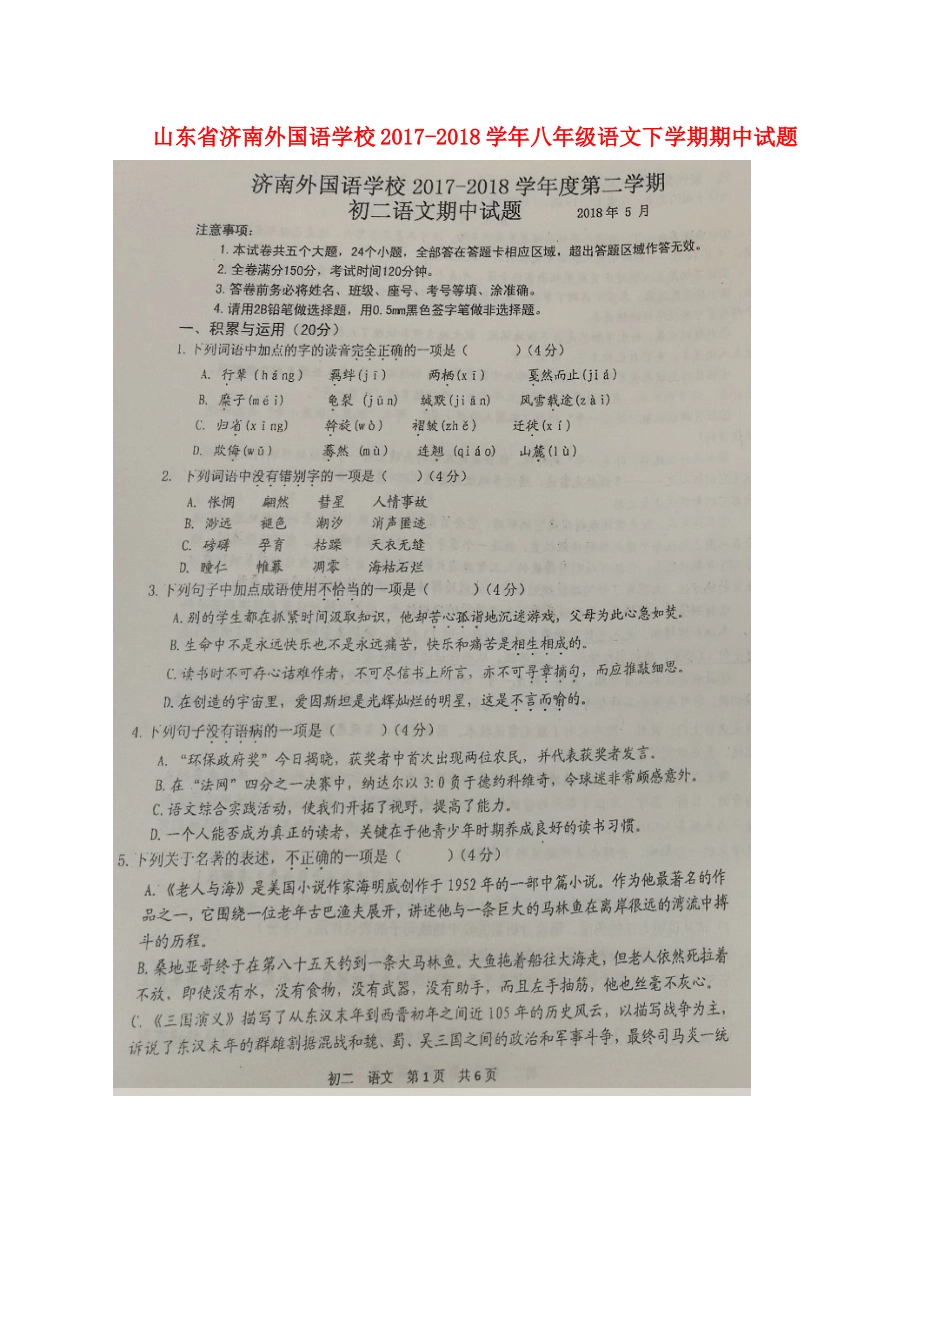 山东省济南外国语学校2017-2018学年八年级语文下学期期中试题
济南外国语学校 2017-2018 学年度第二学期
初二语文期中试题 2018年 5 月
注意事项：
1. 本试卷共五个大题，24个小题，全部答在答题卡相应区域，超出答题区域作答无效。
2. 全卷满分150分，考试时间120分钟。
3. 答卷前务必将姓名、班级、座号、考号等填、涂准确。
4. 请用2B铅笔做选择题，用0.5mm黑色签字笔做非选择题。
一、积累与运用（20分）
1. 下列词语中加点的字的读音完全正确的一项是（ ）(4分）
A. 行辈 (háng) 羁绊(jī) 两栖(xī) 戛然而止(jiá)
B. 糜子(méi) 龟裂 (jūn) 缄默(jiān) 风雪载途(zài)
C. 归省(xǐng) 斡旋(wò) 褶皱(zhě) 迁徙(xí)
D. 欺侮(wǔ) 蓦然 (mù) 连翘 (qiáo) 山麓(lù)
2. 下列词语中没有错别字的一项是（ ）(4分）
A. 怅惘 翩然 彗星 人情事故
B. 渺远 褪色 潮汐 消声匿迹
C. 磅礴 孕育 枯躁 天衣无缝
D. 瞳仁 帷幕 凋零 海枯石烂
3. 下列句子中加点成语使用不恰当的一项是（ ）(4分）
A. 别的学生都在抓紧时间汲取知识，他却苦心孤诣地沉迷游戏，父母为此心急如焚。
B. 生命中不是永远快乐也不是永远痛苦，快乐和痛苦是相生相成的。
C. 读书时不可存心诘难作者，不可尽信书上所言，亦不可寻章摘句，而应推敲细思。
D. 在创造的宇宙里，爱因斯坦是光辉灿烂的明星，这是不言而喻的。
4. 下列句子没有语病的一项是（ ）(4分）
A. “环保政府奖”今日揭晓，获奖者中首次出现两位农民，并代表获奖者发言。
B. 在 “法网”四分之一决赛中，纳达尔以3:0负于德约科维奇，令球迷非常颇感意外。
C. 语文综合实践活动，使我们开拓了视野，提高了能力。
D. 一个人能否成为真正的读者，关键在于他青少年时期养成良好的读书习惯。
5. 下列关于名著的表述，不正确的一项是（ ）(4分）
A.《老人与海》是美国小说作家海明威创作于1952年的一部中篇小说。作为他最著名的作
品之一，它围绕一位老年古巴渔夫展开，讲述他与一条巨大的马林鱼在离岸很远的湾流中搏
斗的历程。
B. 桑地亚哥终于在第八十五天钓到一条大马林鱼。大鱼拖着船往大海走，但老人依然死拉着
不放，即使没有水，没有食物，没有武器，没有助手，而且左手抽筋，他也丝毫不灰心。
C.《三国演义》描写了从东汉末年到西晋初年之间近105年的历史风云，以描写战争为主，
诉说了东汉末年的群雄割据混战和魏、蜀、吴三国之间的政治和军事斗争，最终司马炎一统
初二 语文 第1页 共6页